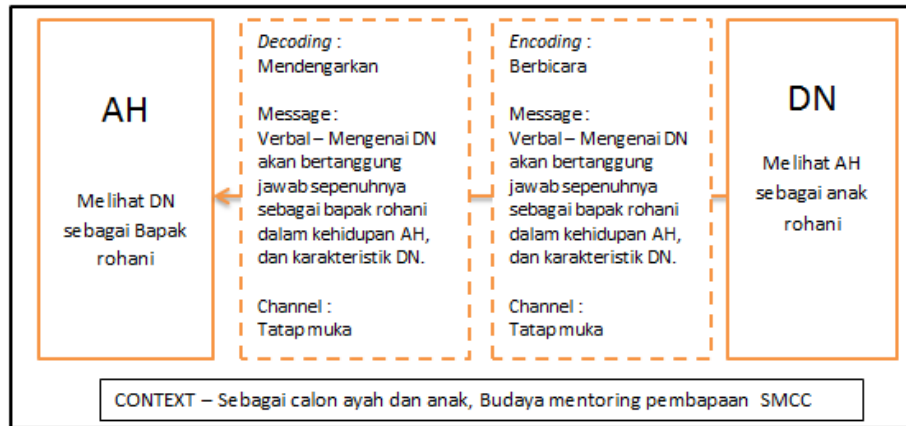 AH
Melihat DN
sebagai Bapak
rohani
Decoding :
Mendengarkan
Message :
Verbal – Mengenai DN
akan bertanggung
jawab sepenuhnya
sebagai bapak rohani
dalam kehidupan AH,
dan karakteristik DN.
Channel :
Tatap muka
Encoding :
Berbicara
Message :
Verbal – Mengenai DN
akan bertanggung
jawab sepenuhnya
sebagai bapak rohani
dalam kehidupan AH,
dan karakteristik DN.
Channel :
Tatap muka
DN
Melihat AH
sebagai anak
rohani
CONTEXT – Sebagai calon ayah dan anak, Budaya mentoring pembapaan SMCC